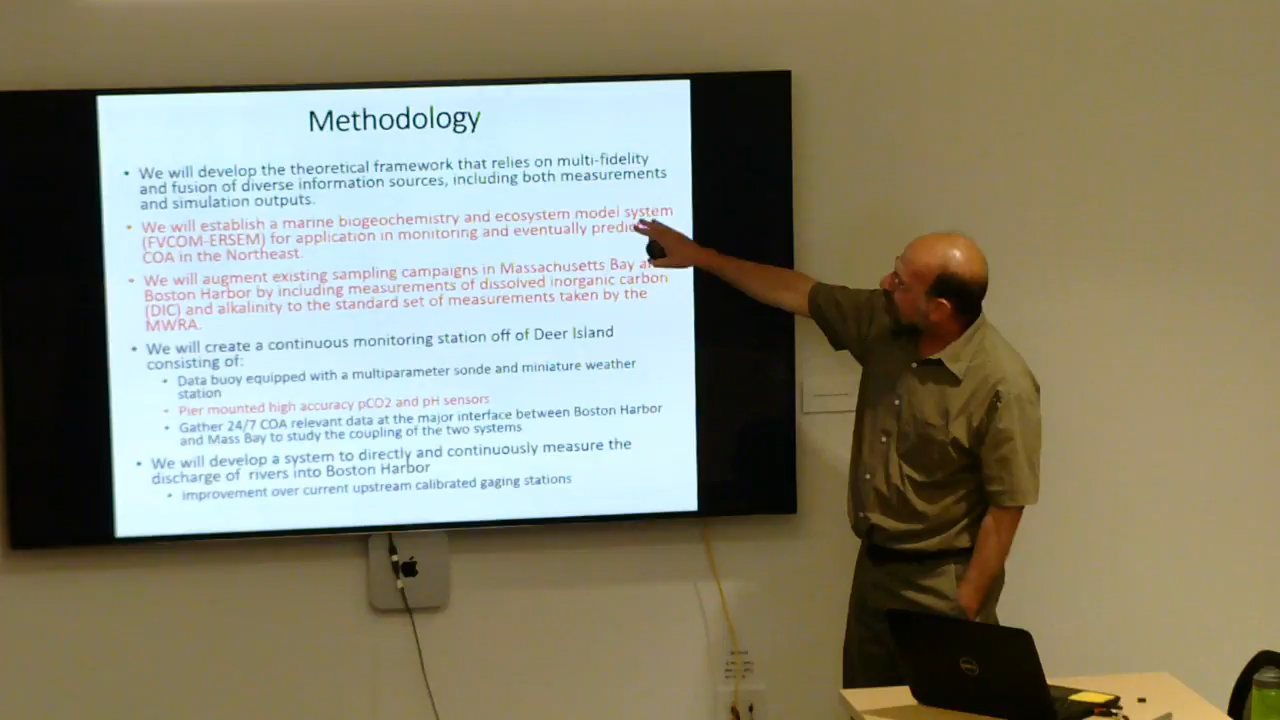 Methodology
• We will develop the theoretical framework that relies on multi-fidelity
and fusion of diverse information sources, including both measurements
and simulation outputs.
• We will establish a marine biogeochemistry and ecosystem model system
(FVCOM-ERSEM) for application in monitoring and eventually
COA in the Northeast.
• We will augment existing sampling campaigns in Massachusetts Bay
Boston Harbor by including measurements of dissolved inorganic carbon
(DIC) and alkalinity to the standard set of measurements taken by the
MWRA.
• We will create a continuous monitoring station off of Deer Island
consisting of:
• Data buoy equipped with a multiparameter sonde and miniature weather
station
• Pier mounted high accuracy pCO2 and pH sensors
• Gather 24/7 COA relevant data at the major interface between Boston Harbor
and Mass Bay to study the coupling of the two systems
• We will develop a system to directly and continuously measure the
discharge of rivers into Boston Harbor
• improvement over current upstream calibrated gaging stations
DELL